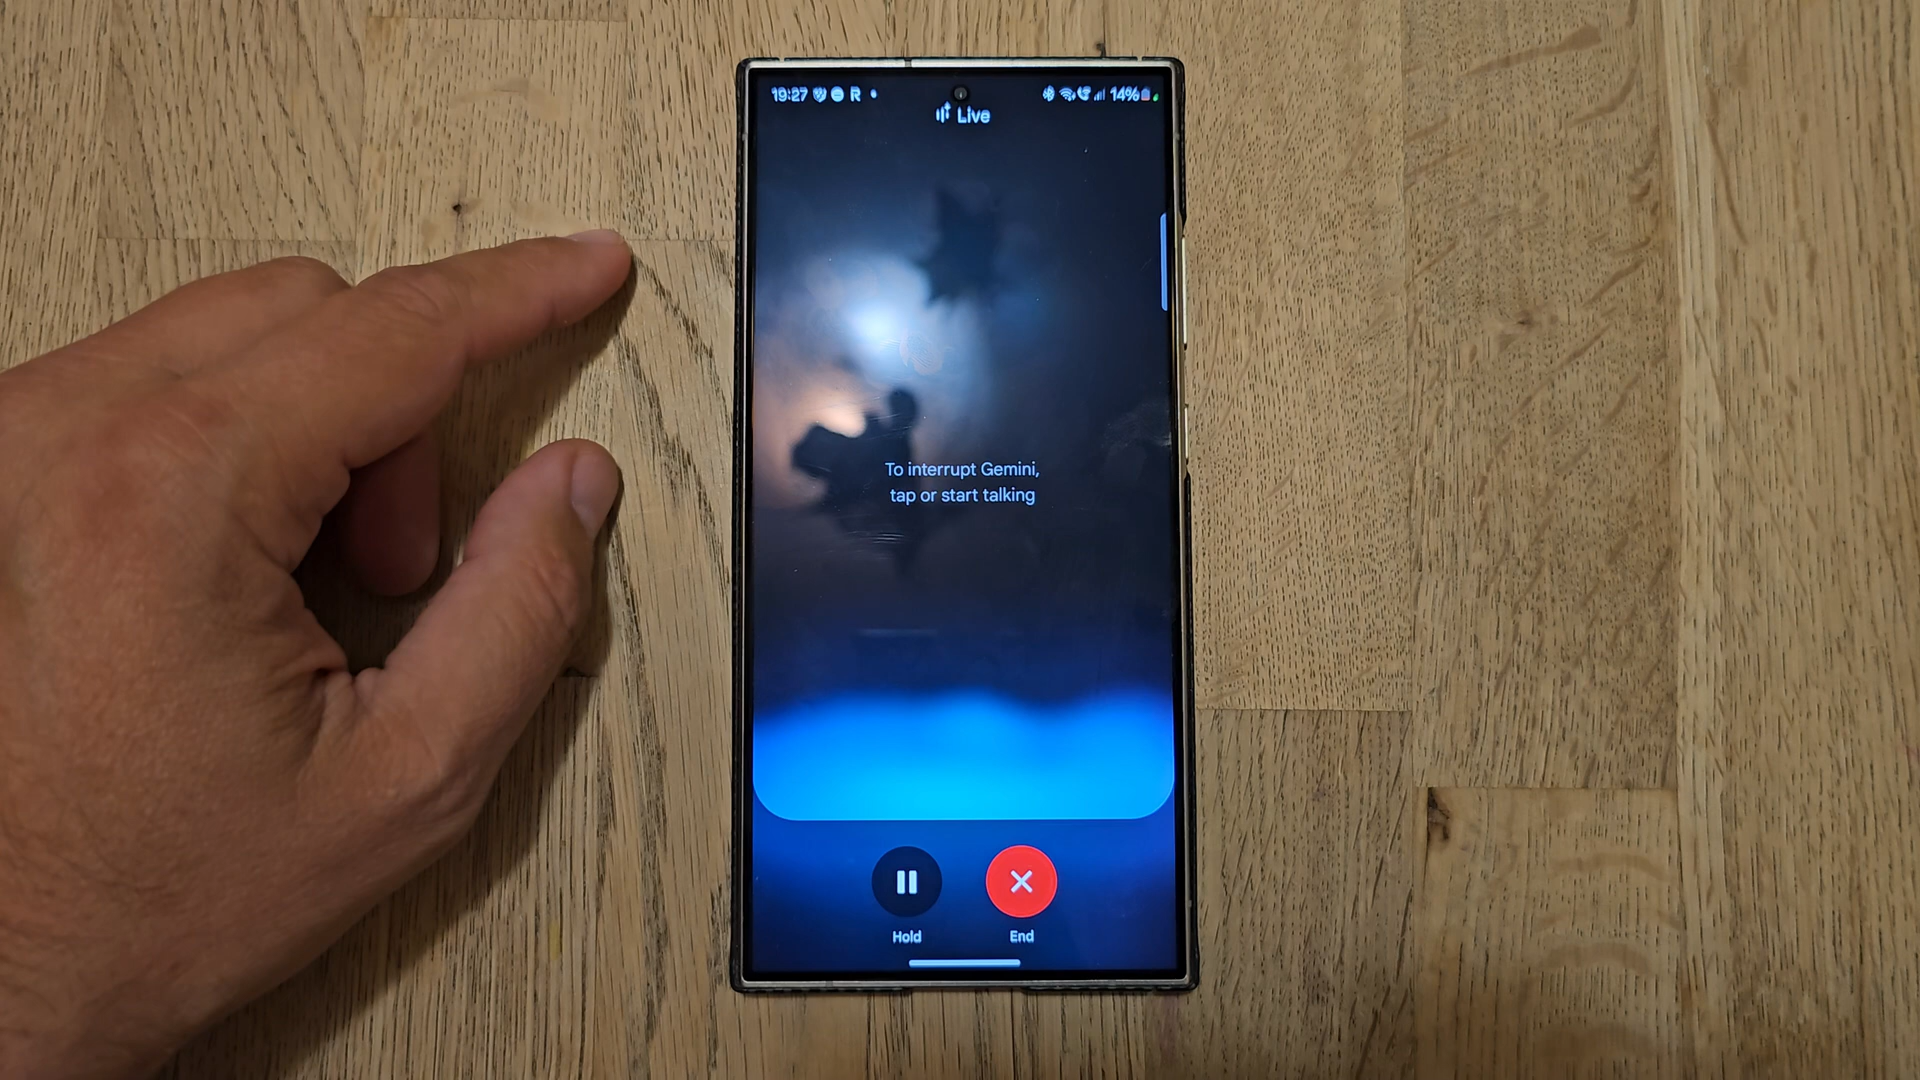 19:27 R 14%
Live
To interrupt Gemini,
tap or start talking
Hold
End